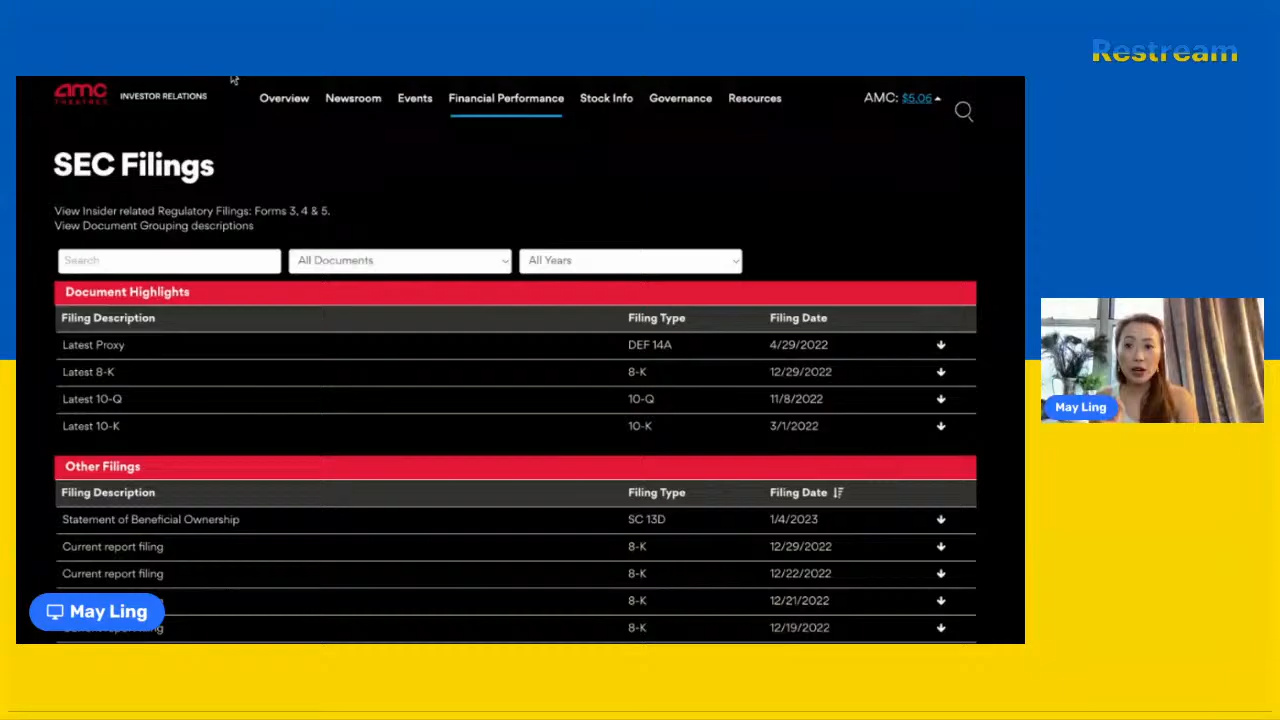 Restream
amc
THEATRES
INVESTOR RELATIONS
Overview
Newsroom
Events
Financial Performance
Stock Info
Governance
Resources
AMC: $5.06
SEC Filings
View Insider related Regulatory Filings: Forms 3, 4 & 5.
View Document Grouping descriptions
Search
All Documents
All Years
Document Highlights
Filing Description Filing Type Filing Date
Latest Proxy DEF 14A 4/29/2022
Latest 8-K 8-K 12/29/2022
Latest 10-Q 10-Q 11/8/2022
Latest 10-K 10-K 3/1/2022
Other Filings
Filing Description Filing Type Filing Date
Statement of Beneficial Ownership SC 13D 1/4/2023
Current report filing 8-K 12/29/2022
Current report filing 8-K 12/22/2022
8-K 12/21/2022
8-K 12/19/2022
May Ling
May Ling